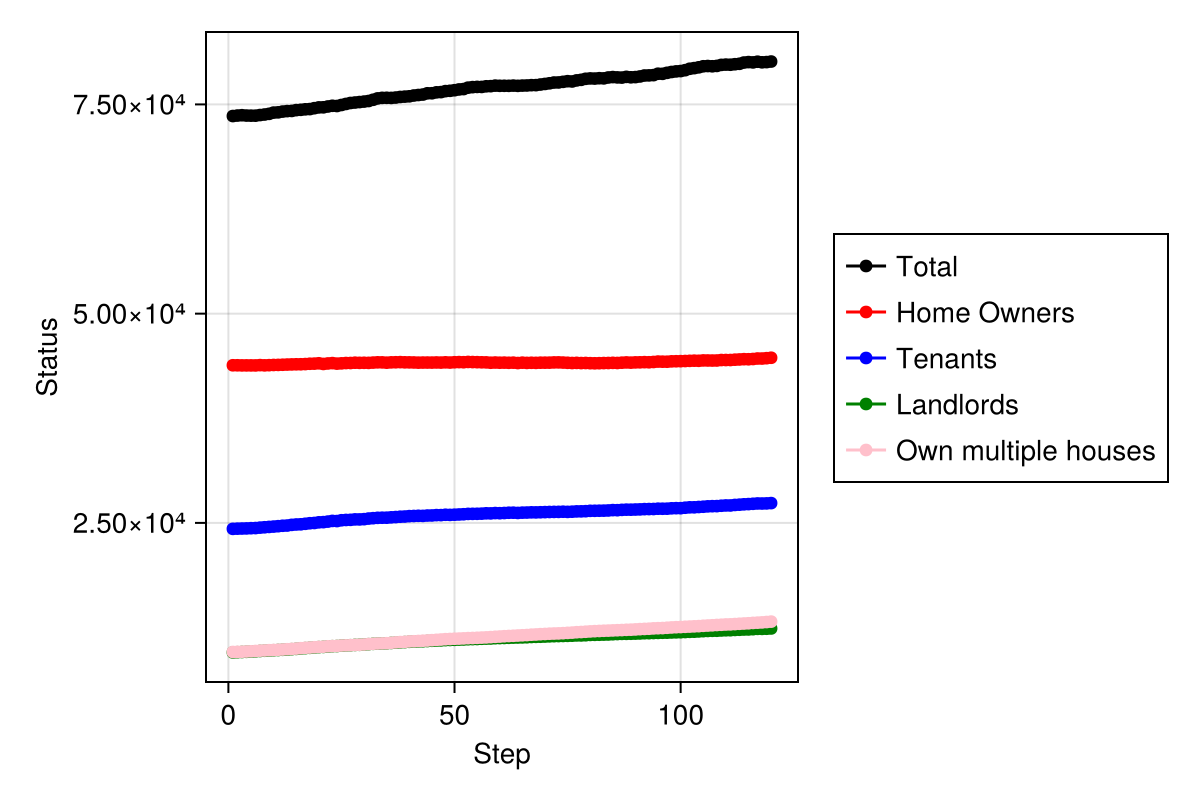 7.50×10⁴
5.00×10⁴
2.50×10⁴
Status
0 50 100
Step
Total
Home Owners
Tenants
Landlords
Own multiple houses